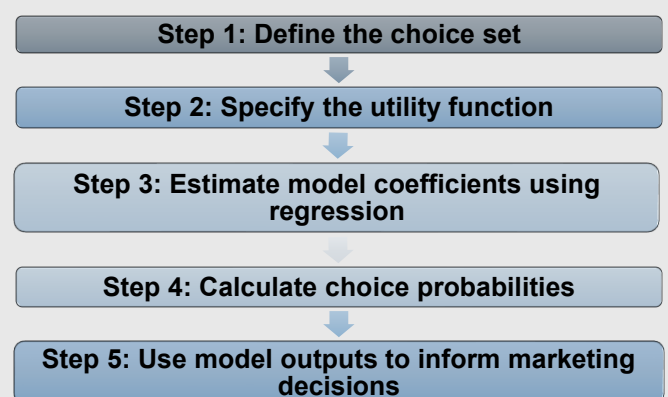 Step 1: Define the choice set
Step 2: Specify the utility function
Step 3: Estimate model coefficients using
regression
Step 4: Calculate choice probabilities
Step 5: Use model outputs to inform marketing
decisions